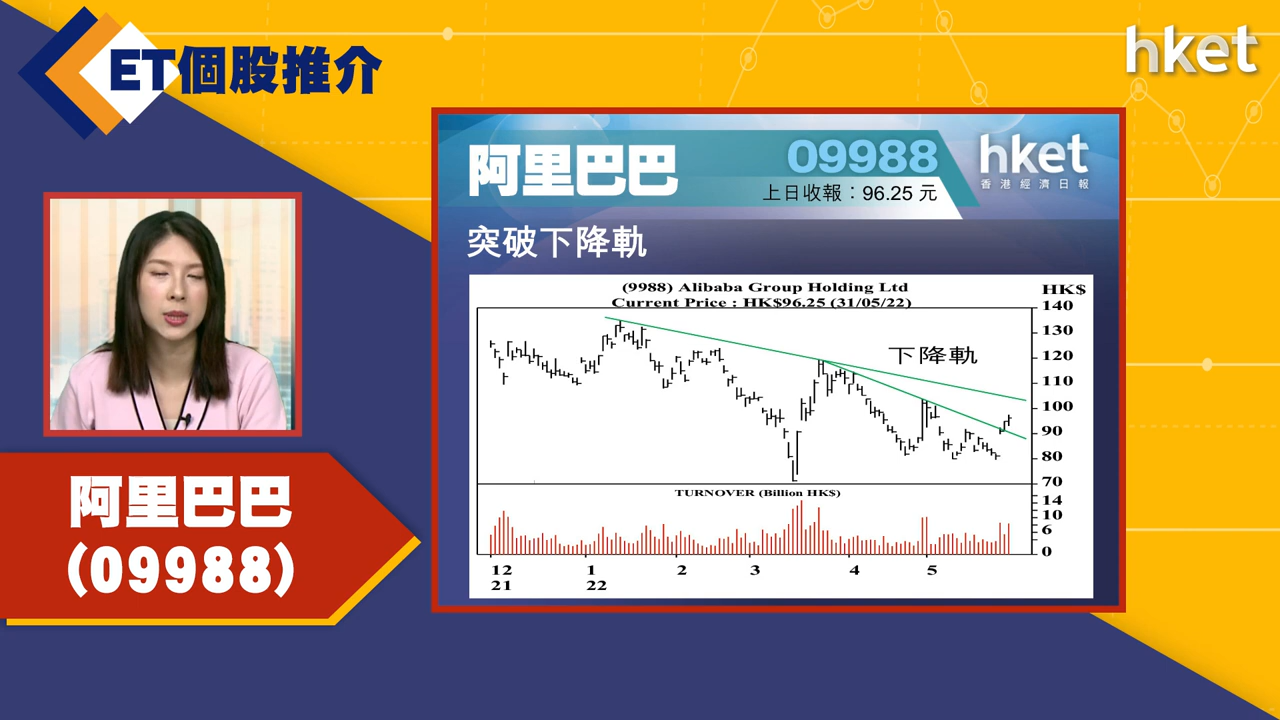 ET個股推介
hket
阿里巴巴
09988
hket
香港經濟日報
上日收報：96.25 元
突破下降軌
(9988) Alibaba Group Holding Ltd
Current Price : HK$96.25 (31/05/22)
HK$
140
130
120
110
100
90
80
70
下降軌
TURNOVER (Billion HK$)
14
10
6
0
12 1 2 3 4 5
21 22
阿里巴巴
(09988)